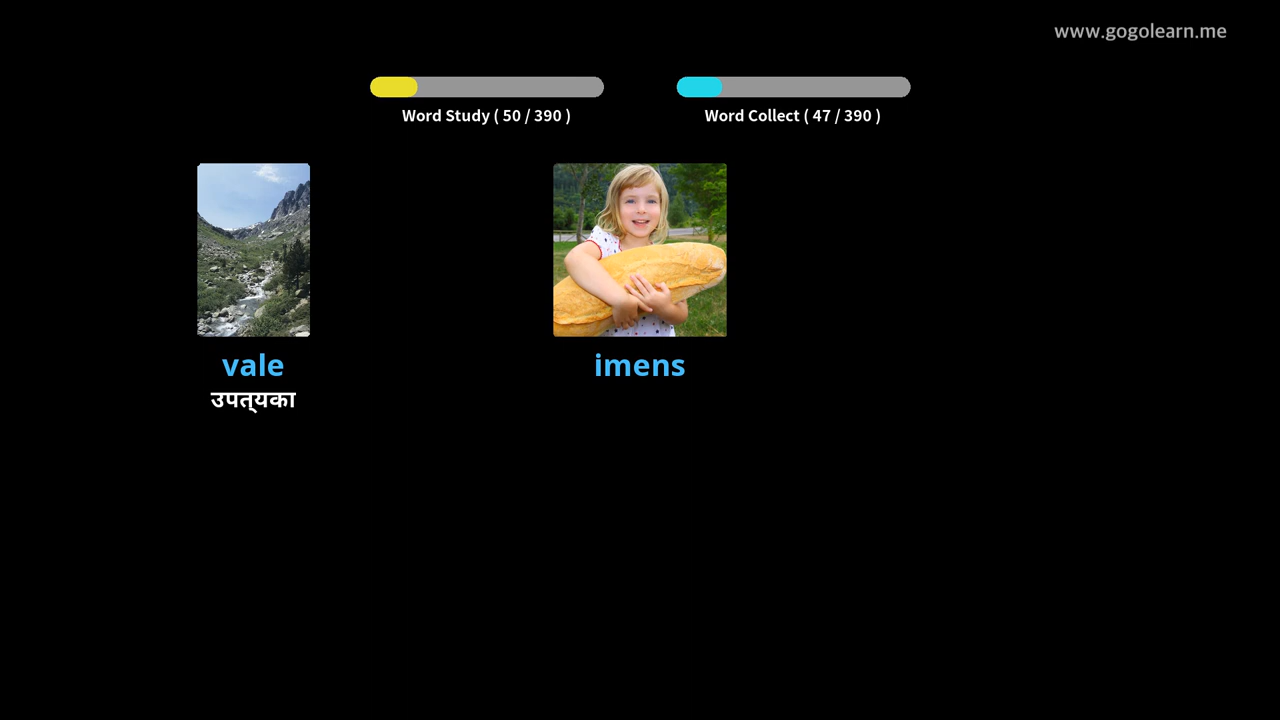 www.gogolearn.me
Word Study ( 50 / 390 )
Word Collect ( 47 / 390 )
vale
imens
उपत्यका